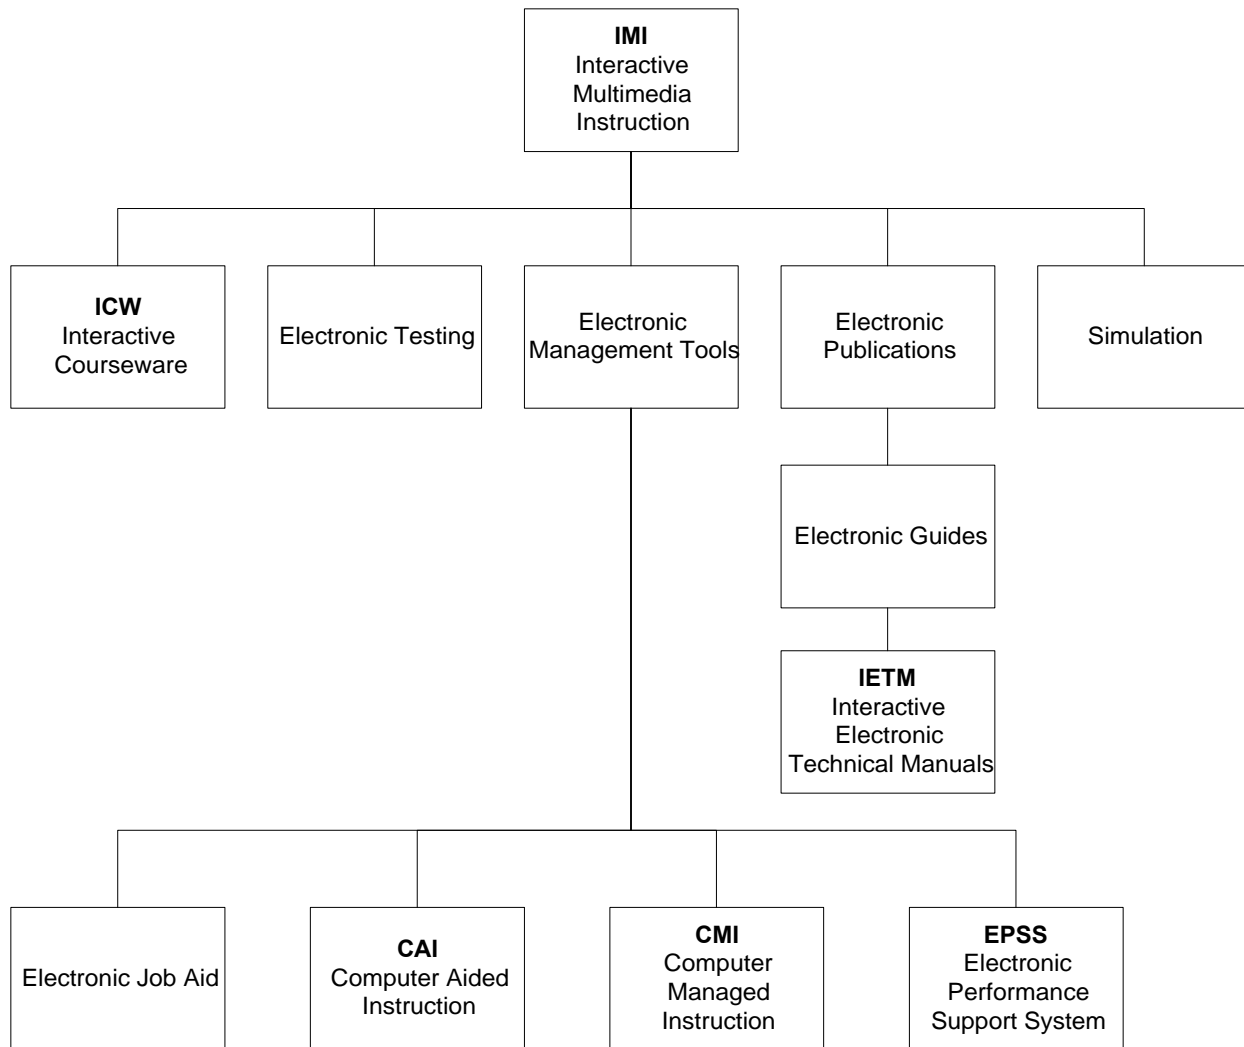 IMI
Interactive
Multimedia
Instruction
ICW
Interactive
Courseware
Electronic Testing
Electronic
Management Tools
Electronic
Publications
Simulation
Electronic Guides
IETM
Interactive
Electronic
Technical Manuals
Electronic Job Aid
CAI
Computer Aided
Instruction
CMI
Computer
Managed
Instruction
EPSS
Electronic
Performance
Support System